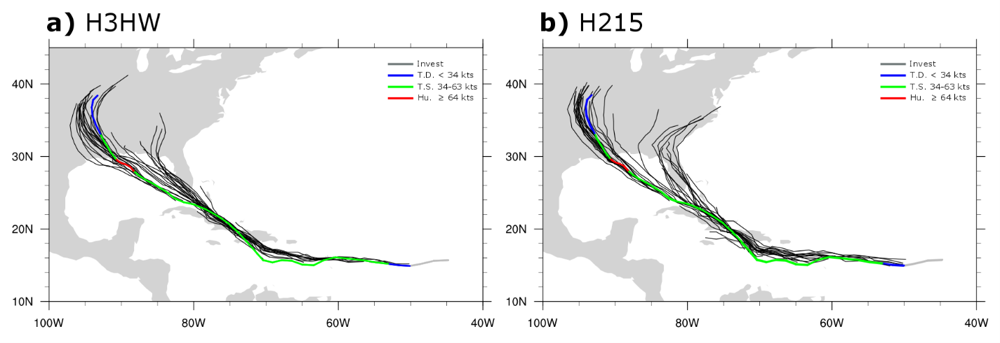 a) H3HW
Invest
T.D. < 34 kts
T.S. 34-63 kts
Hu. ≥ 64 kts
40N
30N
20N
10N
100W 80W 60W 40W
b) H215
Invest
T.D. < 34 kts
T.S. 34-63 kts
Hu. ≥ 64 kts
40N
30N
20N
10N
100W 80W 60W 40W